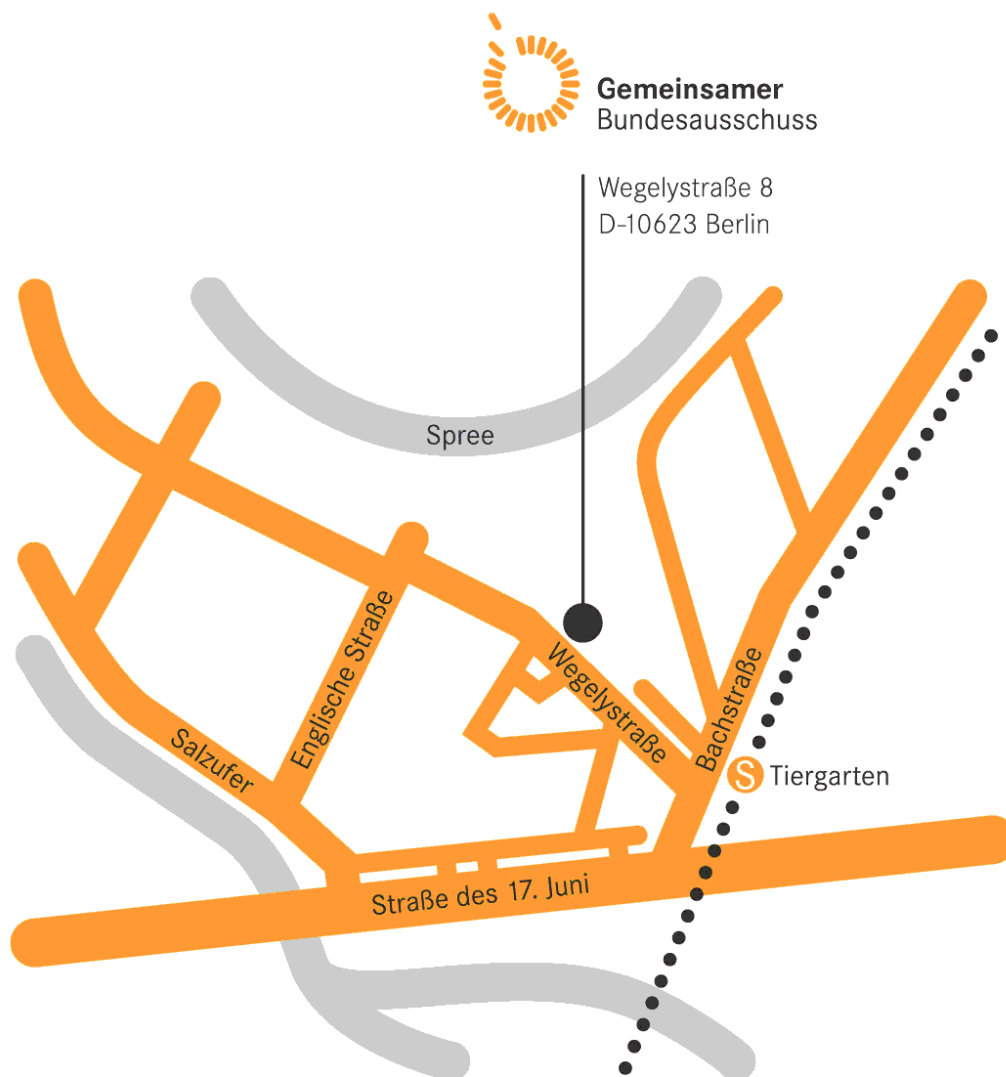 Gemeinsamer
Bundesausschuss
Wegelystraße 8
D-10623 Berlin
Spree
Englische Straße
Wegelystraße
Bachstraße
Salzufer
S Tiergarten
Straße des 17. Juni